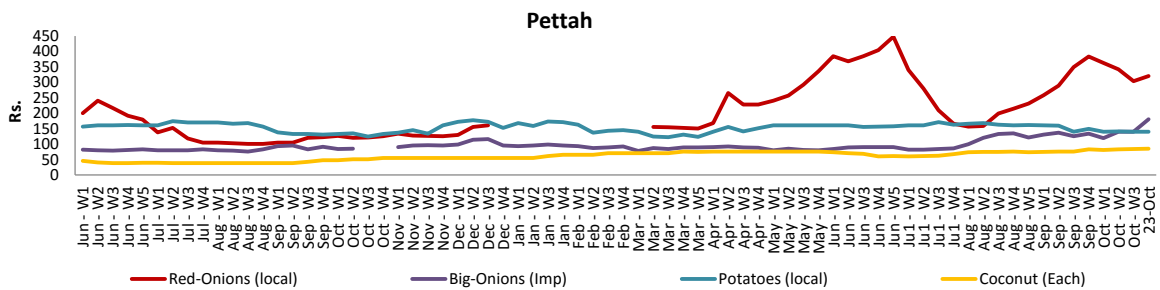 Pettah
450
400
350
300
250
200
150
100
50
0
Rs.
Jun - W1
Jun - W2
Jun - W3
Jun - W4
Jun - W5
Jul - W1
Jul - W2
Jul - W3
Jul - W4
Aug - W1
Aug - W2
Aug - W3
Aug - W4
Sep - W1
Sep - W2
Sep - W3
Sep - W4
Oct - W1
Oct - W2
Oct - W3
Oct - W4
Nov - W1
Nov - W2
Nov - W3
Nov - W4
Dec - W1
Dec - W2
Dec - W3
Dec - W4
Jan - W1
Jan - W2
Jan - W3
Jan - W4
Feb - W1
Feb - W2
Feb - W3
Feb - W4
Mar - W1
Mar - W2
Mar - W3
Mar - W4
Apr - W1
Apr - W2
Apr - W3
Apr - W4
May - W1
May - W2
May - W3
May - W4
Jun - W1
Jun - W2
Jun - W3
Jun - W4
Jun - W5
Jul - W1
Jul - W2
Jul - W3
Jul - W4
Aug - W1
Aug - W2
Aug - W3
Aug - W4
Aug - W5
Sep - W1
Sep - W2
Sep - W3
Sep - W4
Oct - W1
Oct - W2
Oct - W3
23-Oct
Red-Onions (local)
Big-Onions (Imp)
Potatoes (local)
Coconut (Each)